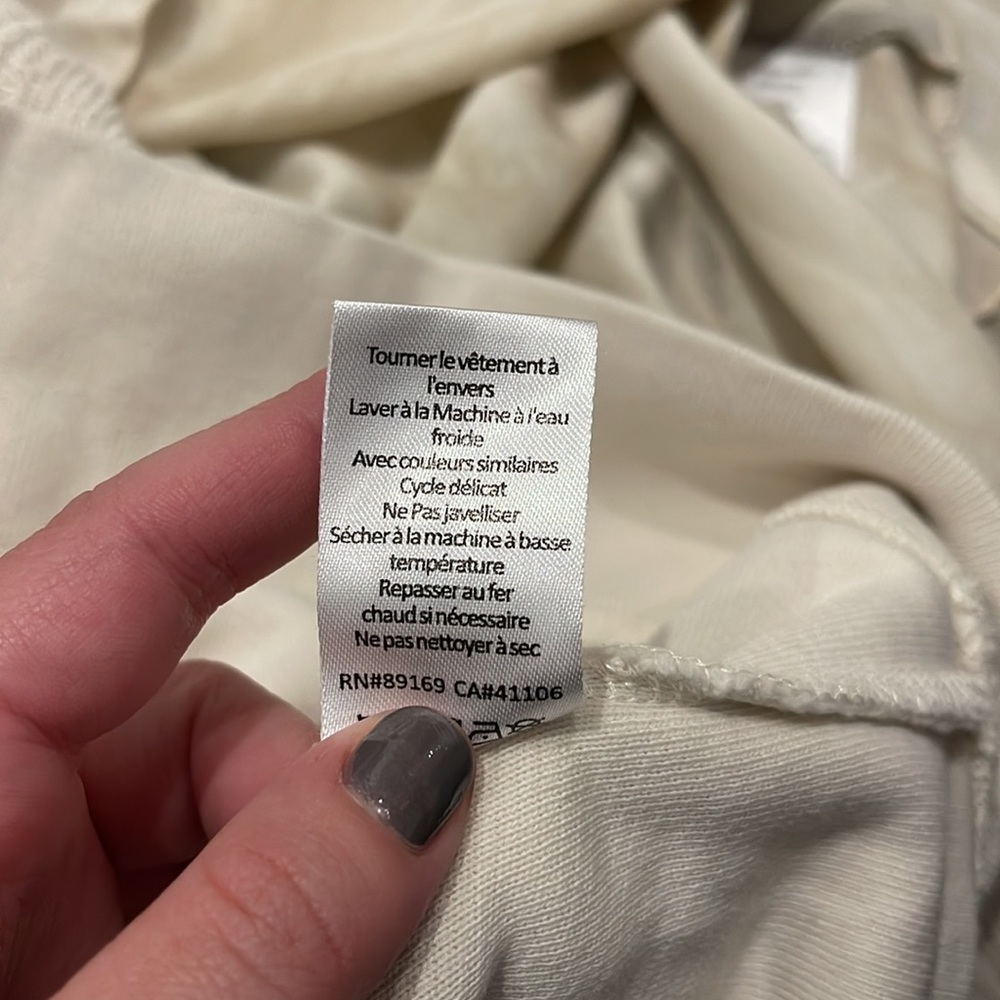 Tourner le vêtement à
l'envers
Laver à la Machine à l'eau
froide
Avec couleurs similaires
Cycle délicat
Ne Pas javelliser
Sécher à la machine à basse
température
Repasser au fer
chaud si nécessaire
Ne pas nettoyer à sec
RN#89169 CA#41106